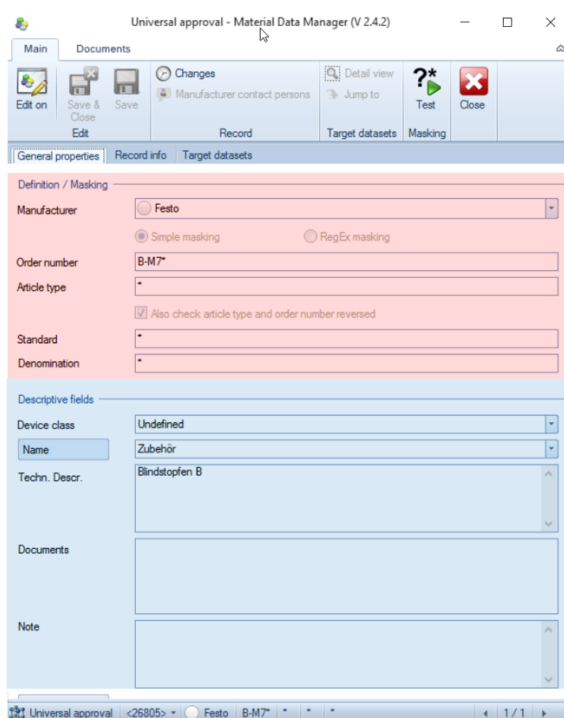 Universal approval - Material Data Manager (V 2.4.2)
Main Documents
Edit on
Save & Close
Save
Edit
Changes
Manufacturer contact persons
Record
Detail view
Jump to
Target datasets
?*
Test
Masking
Close
General properties Record info Target datasets
Definition / Masking
Manufacturer Festo
Simple masking RegEx masking
Order number B-M7*
Article type *
Also check article type and order number reversed
Standard *
Denomination *
Descriptive fields
Device class Undefined
Name Zubehör
Techn. Descr. Blindstopfen B
Documents
Note
Universal approval <26805> Festo B-M7* * * * 1 / 1